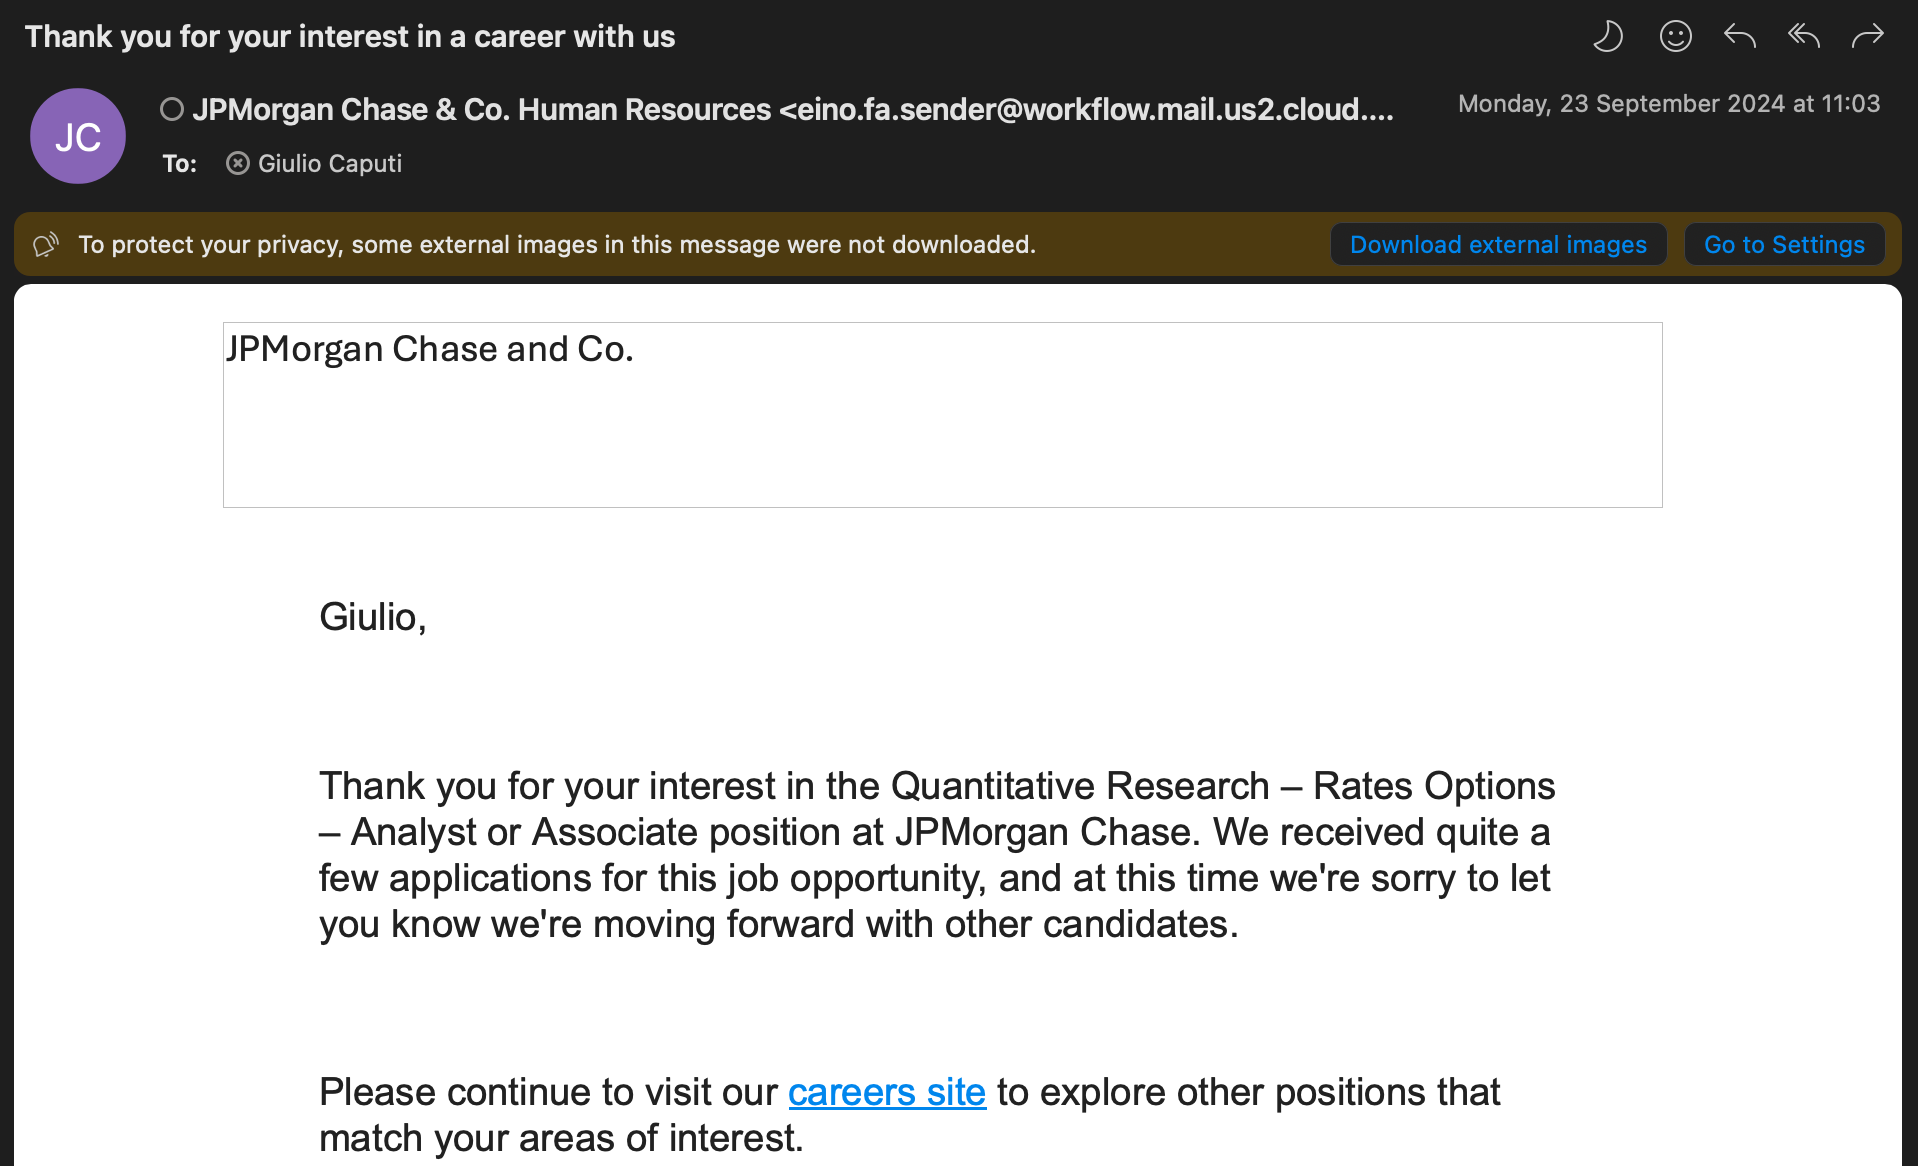 Thank you for your interest in a career with us
JC
JPMorgan Chase & Co. Human Resources <eino.fa.sender@workflow.mail.us2.cloud....
Monday, 23 September 2024 at 11:03
To: Giulio Caputi
To protect your privacy, some external images in this message were not downloaded.
Download external images
Go to Settings
JPMorgan Chase and Co.
Giulio,
Thank you for your interest in the Quantitative Research – Rates Options
– Analyst or Associate position at JPMorgan Chase. We received quite a
few applications for this job opportunity, and at this time we're sorry to let
you know we're moving forward with other candidates.
Please continue to visit our careers site to explore other positions that
match your areas of interest.